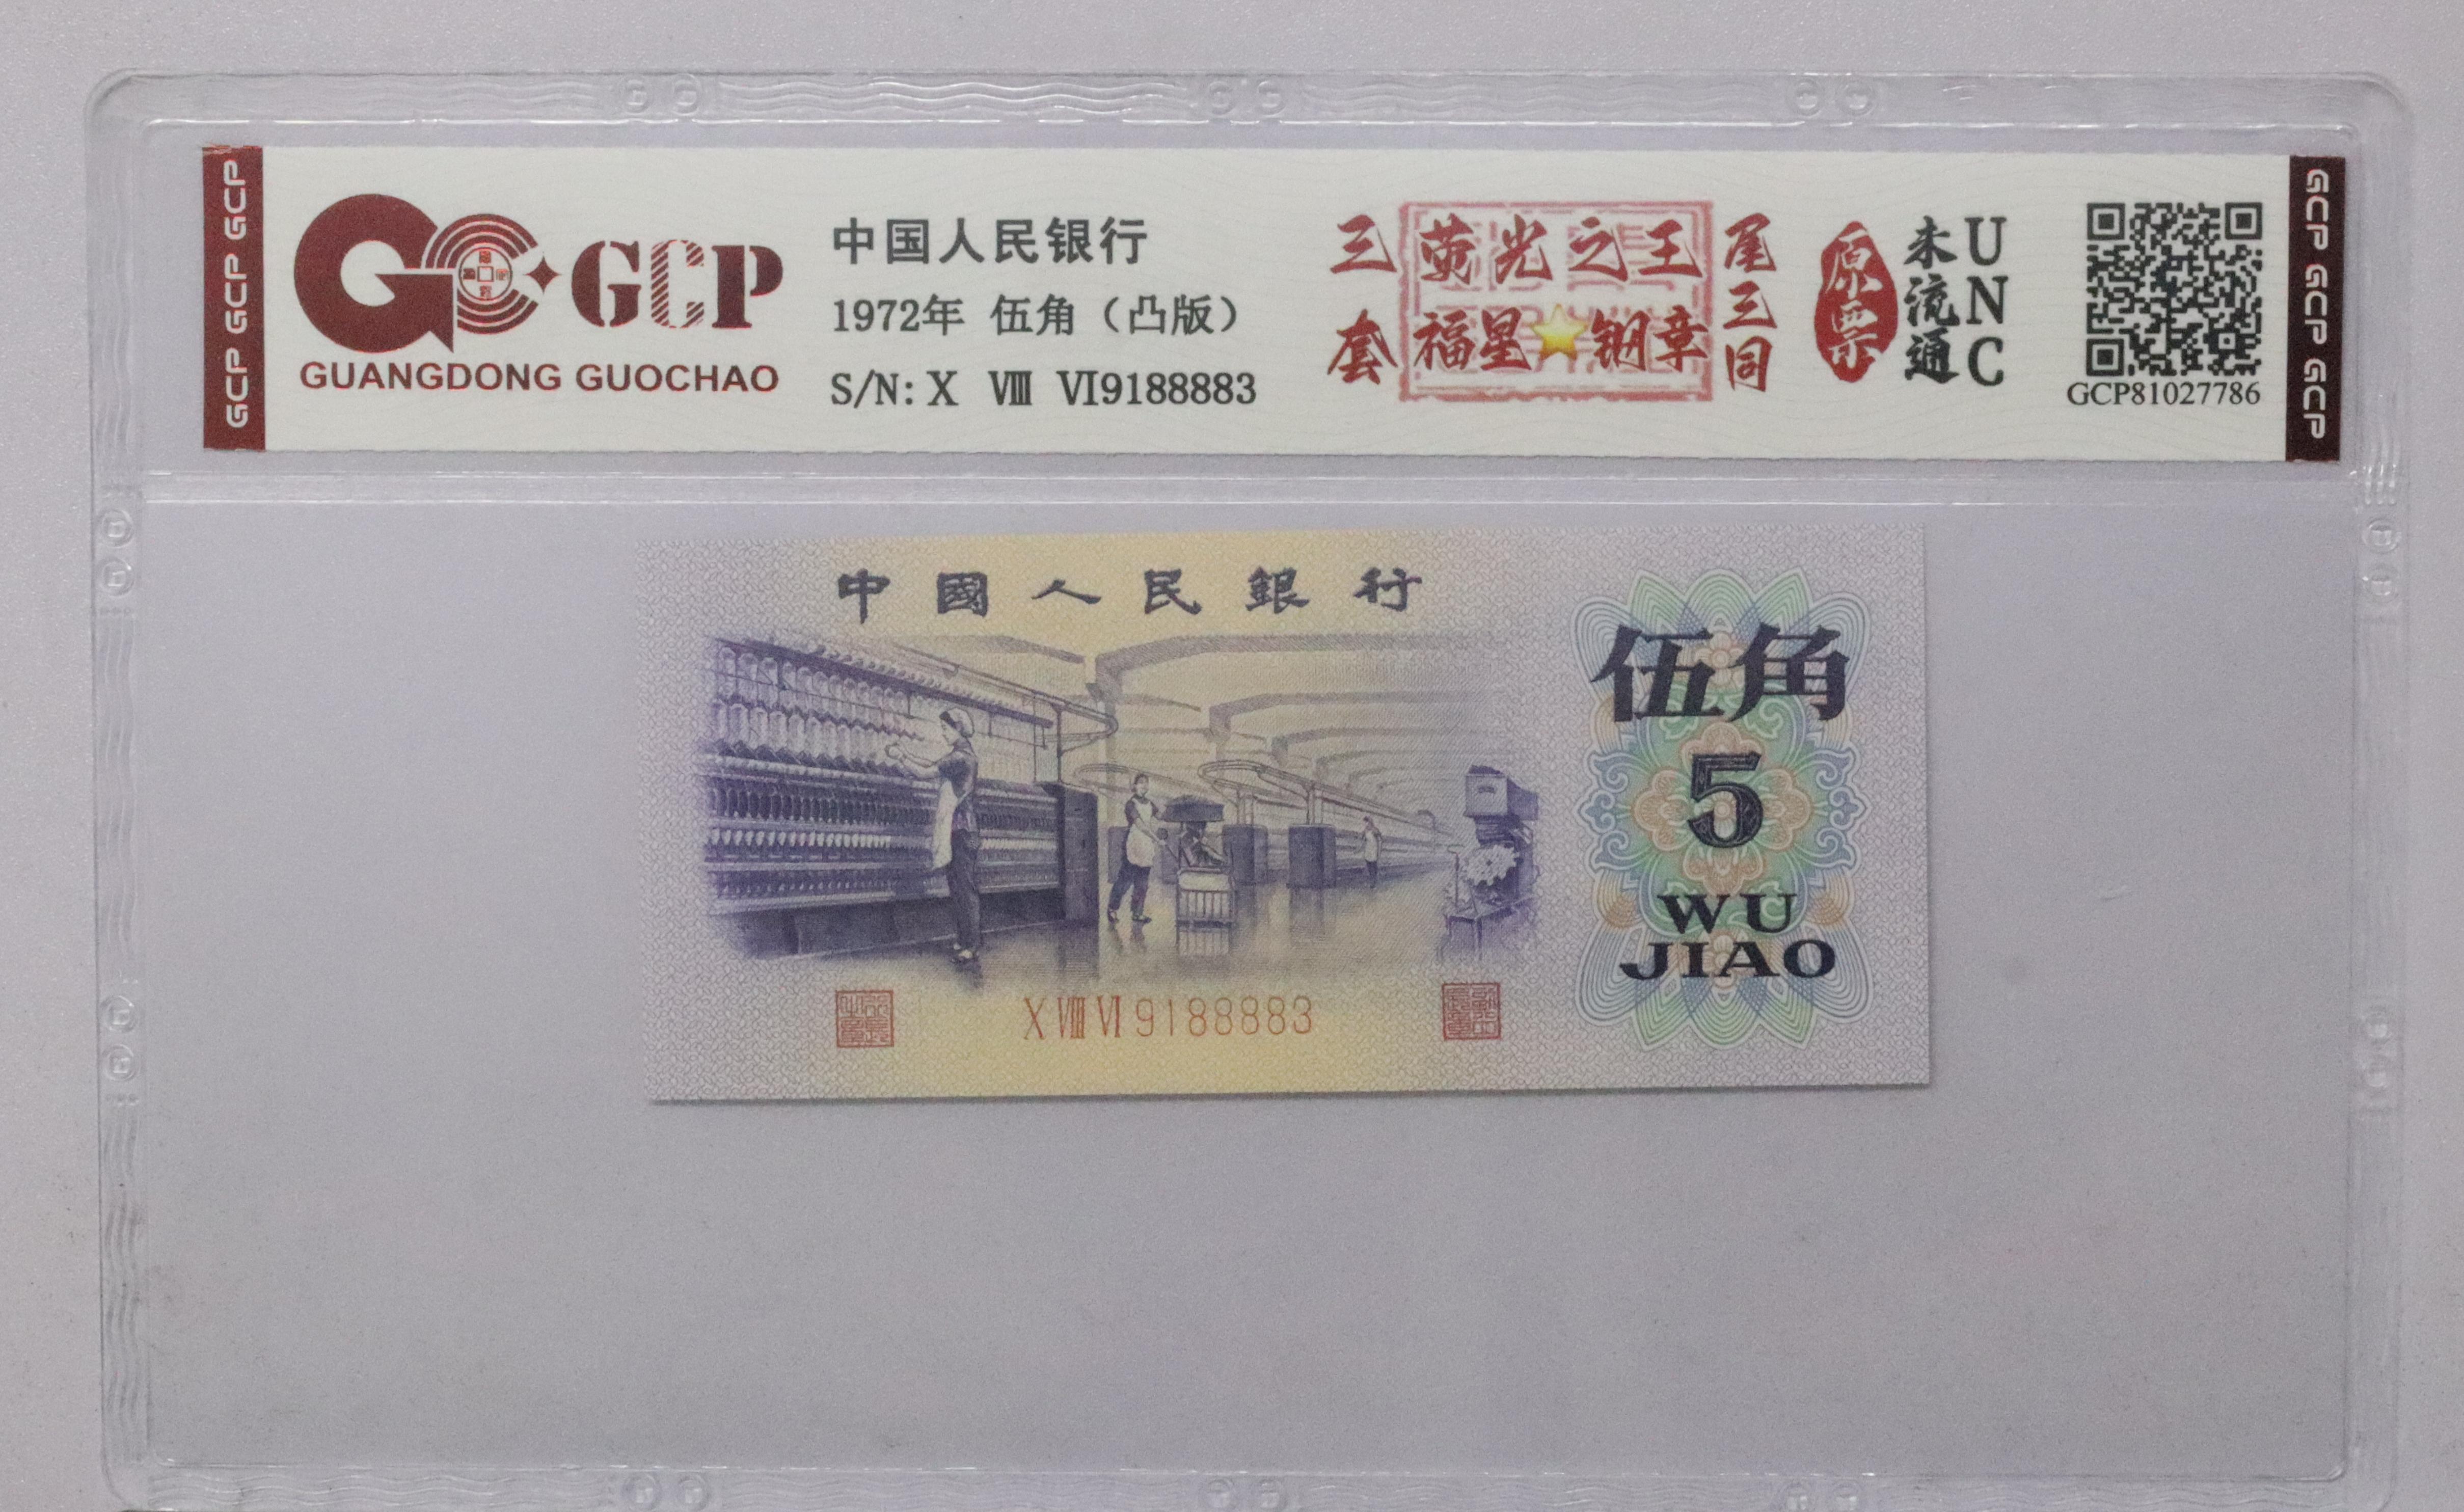 GCP GCP GCP
GCP
GUANGDONG GUOCHAO
中国人民银行
1972年 伍角（凸版）
S/N: X Ⅷ Ⅵ9188883
三套
荧光之王
福星⭐钢章
尾三同
原票
未流通
UNC
GCP81027786
GCP GCP GCP
中國人民銀行
伍角
5
WU
JIAO
X Ⅷ Ⅵ 9188883